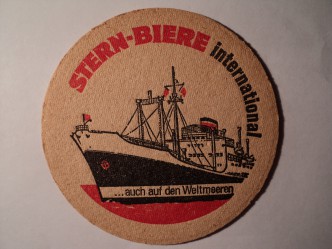 STERN-BIERE
international
...auch auf den Weltmeeren